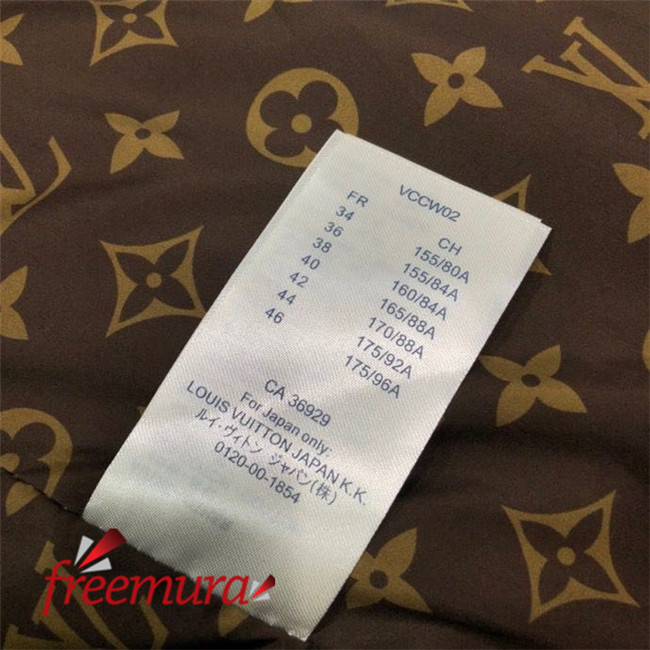 VCCW02
FR CH
34 155/80A
36 155/84A
38 160/84A
40 165/88A
42 170/88A
44 175/92A
46 175/96A
CA 36929
For Japan only:
LOUIS VUITTON JAPAN K.K.
ルイ・ヴィトン ジャパン(株)
0120-00-1854
freemura